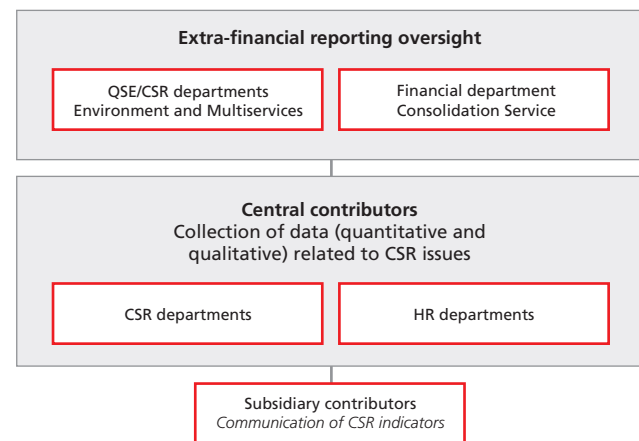 Extra-financial reporting oversight
QSE/CSR departments
Environment and Multiservices
Financial department
Consolidation Service
Central contributors
Collection of data (quantitative and
qualitative) related to CSR issues
CSR departments
HR departments
Subsidiary contributors
Communication of CSR indicators